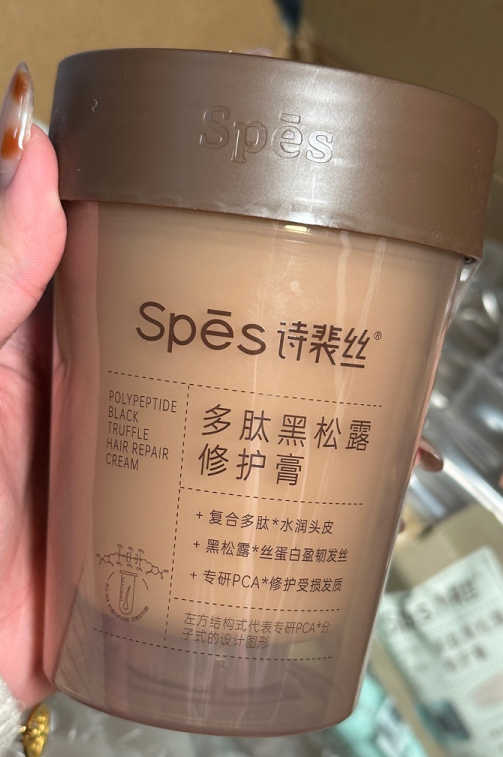 Spēs
Spēs 诗裴丝®
POLYPEPTIDE
BLACK
TRUFFLE
HAIR REPAIR
CREAM
多肽黑松露
修护膏
+ 复合多肽*水润头皮
+ 黑松露*丝蛋白盈韧发丝
+ 专研PCA*修护受损发质
左方结构式代表专研PCA*分
子式的设计图形